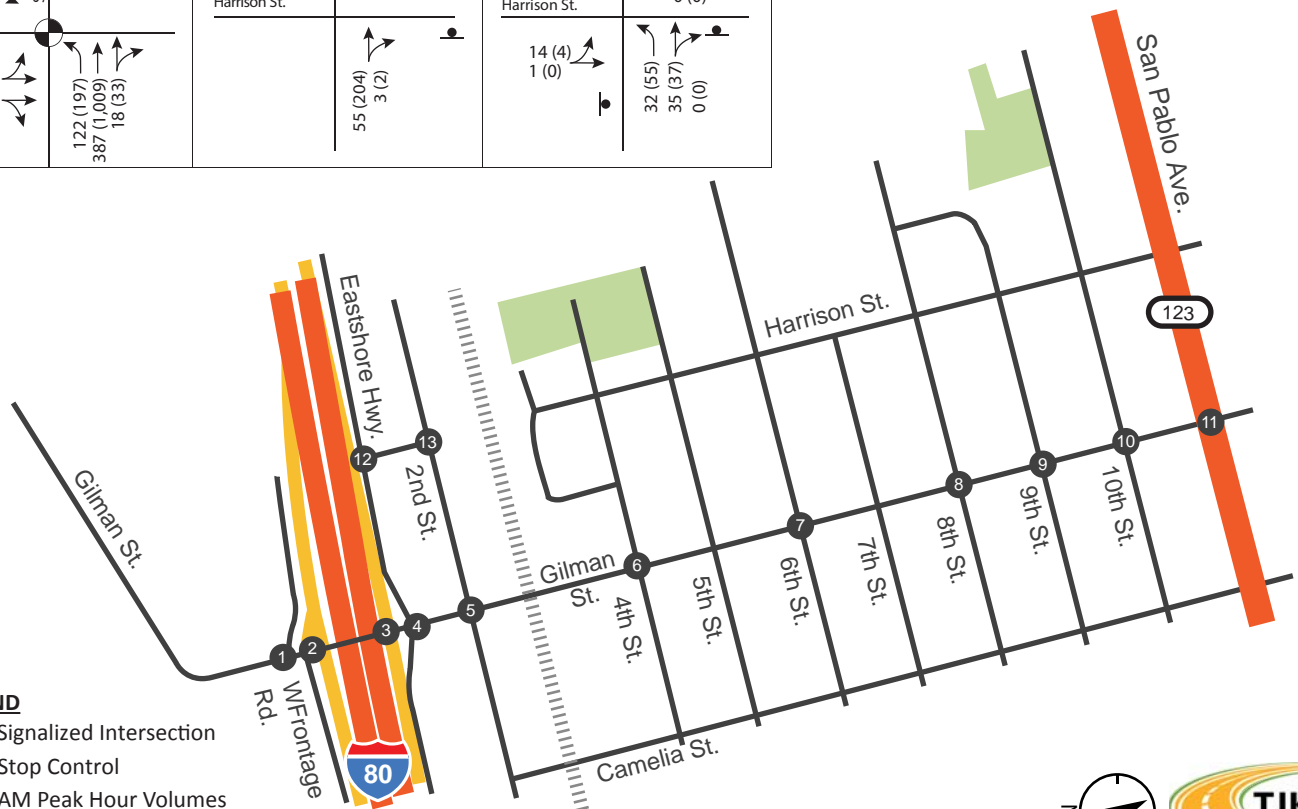 Harrison St.
122 (197)
387 (1,009)
18 (33)
55 (204)
3 (2)
Harrison St.
14 (4)
1 (0)
32 (55)
35 (37)
0 (0)
San Pablo Ave.
123
Eastshore Hwy.
Harrison St.
Gilman St.
12
13
2nd St.
11
10
9
8
7
6
5
4
3
2
1
10th St.
9th St.
8th St.
7th St.
6th St.
5th St.
4th St.
Gilman
St.
W Frontage
Rd.
80
Camelia St.
ND
Signalized Intersection
Stop Control
AM Peak Hour Volumes